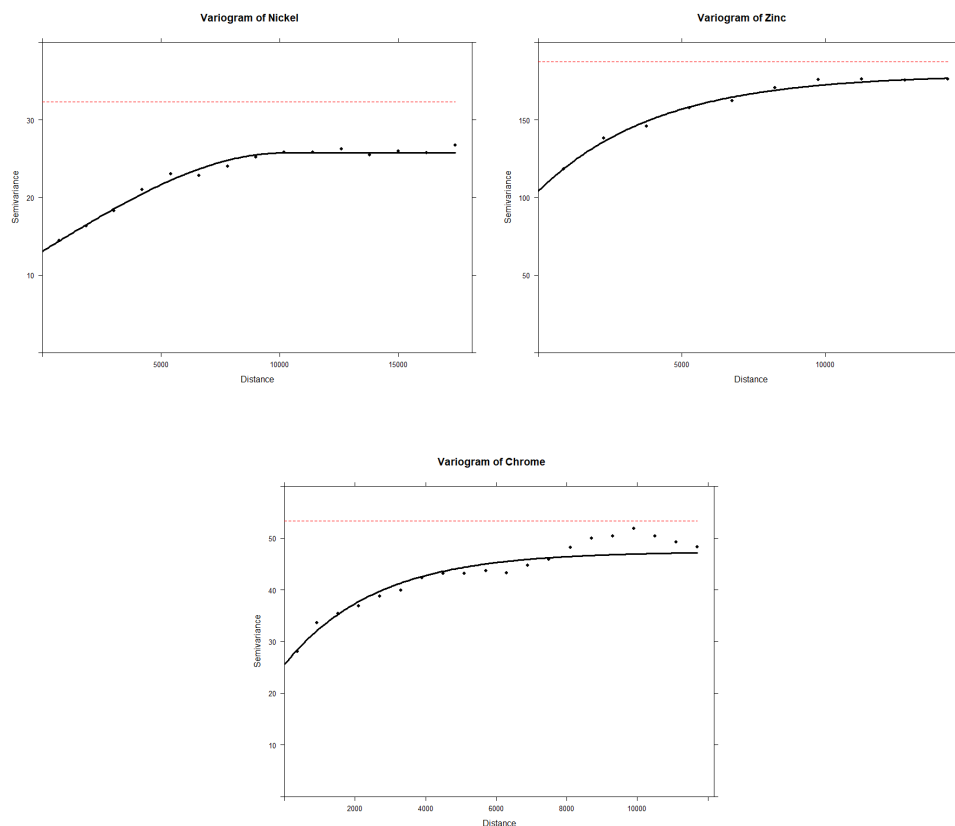 Variogram of Nickel
Semivariance
30
20
10
5000
10000
15000
Distance
Variogram of Zinc
Semivariance
150
100
50
5000
10000
Distance
Variogram of Chrome
Semivariance
50
40
30
20
10
2000
4000
6000
8000
10000
Distance